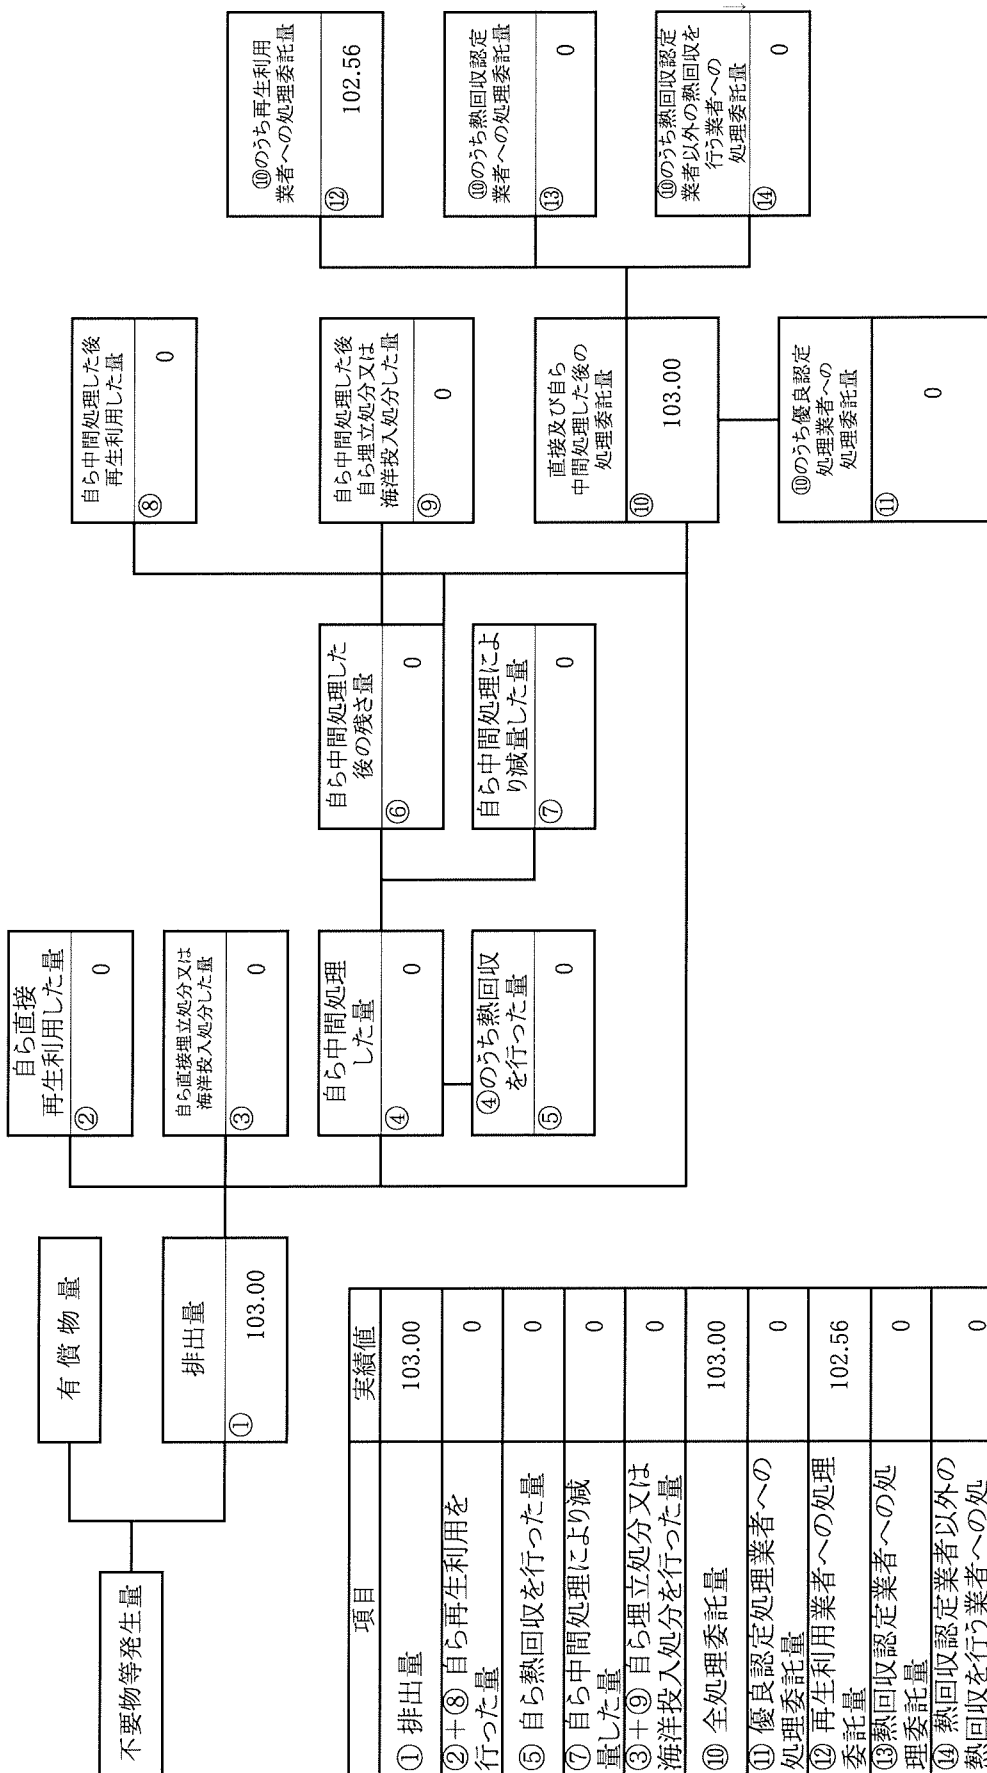 不要物等発生量
有償物量
排出量
①
103.00
自ら直接
再生利用した量
②
0
自ら直接埋立処分又は
海洋投入処分した量
③
0
自ら中間処理
した量
④
0
④のうち熱回収
を行った量
⑤
0
自ら中間処理した
後の残さ量
⑥
0
自ら中間処理によ
り減量した量
⑦
0
自ら中間処理した後
再生利用した量
⑧
0
自ら中間処理した後
自ら埋立処分又は
海洋投入処分した量
⑨
0
直接及び自ら
中間処理した後の
処理委託量
⑩
103.00
⑩のうち優良認定
処理業者への
処理委託量
⑪
0
⑩のうち再生利用
業者への処理委託量
⑫
102.56
⑩のうち熱回収認定
業者への処理委託量
⑬
0
⑩のうち熱回収認定
業者以外の熱回収を
行う業者への
処理委託量
⑭
0
項目 実績値
① 排出量 103.00
②+⑧ 自ら再生利用を
行った量 0
⑤ 自ら熱回収を行った量 0
⑦ 自ら中間処理により減
量した量 0
③+⑨ 自ら埋立処分又は
海洋投入処分を行った量 0
⑩ 全処理委託量 103.00
⑪ 優良認定処理業者への
処理委託量 0
⑫ 再生利用業者への処理
委託量 102.56
⑬熱回収認定業者への処
理委託量 0
⑭ 熱回収認定業者以外の
熱回収を行う業者への処 0